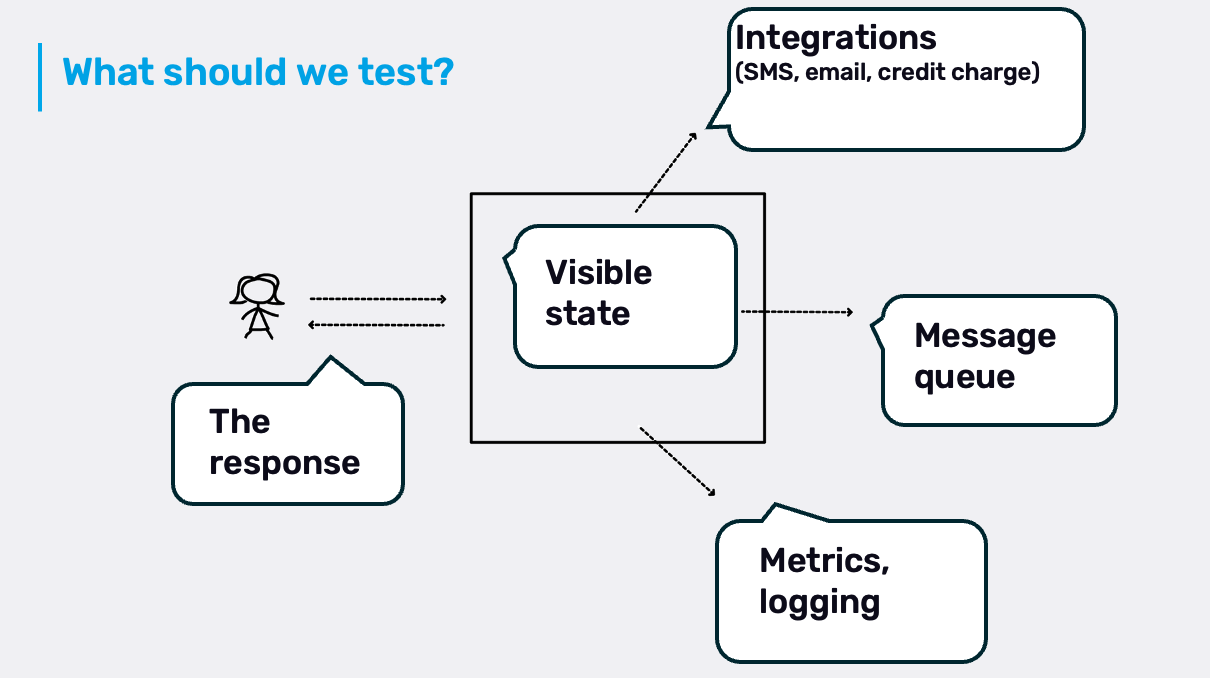 What should we test?
Integrations
(SMS, email, credit charge)
Visible
state
Message
queue
The
response
Metrics,
logging